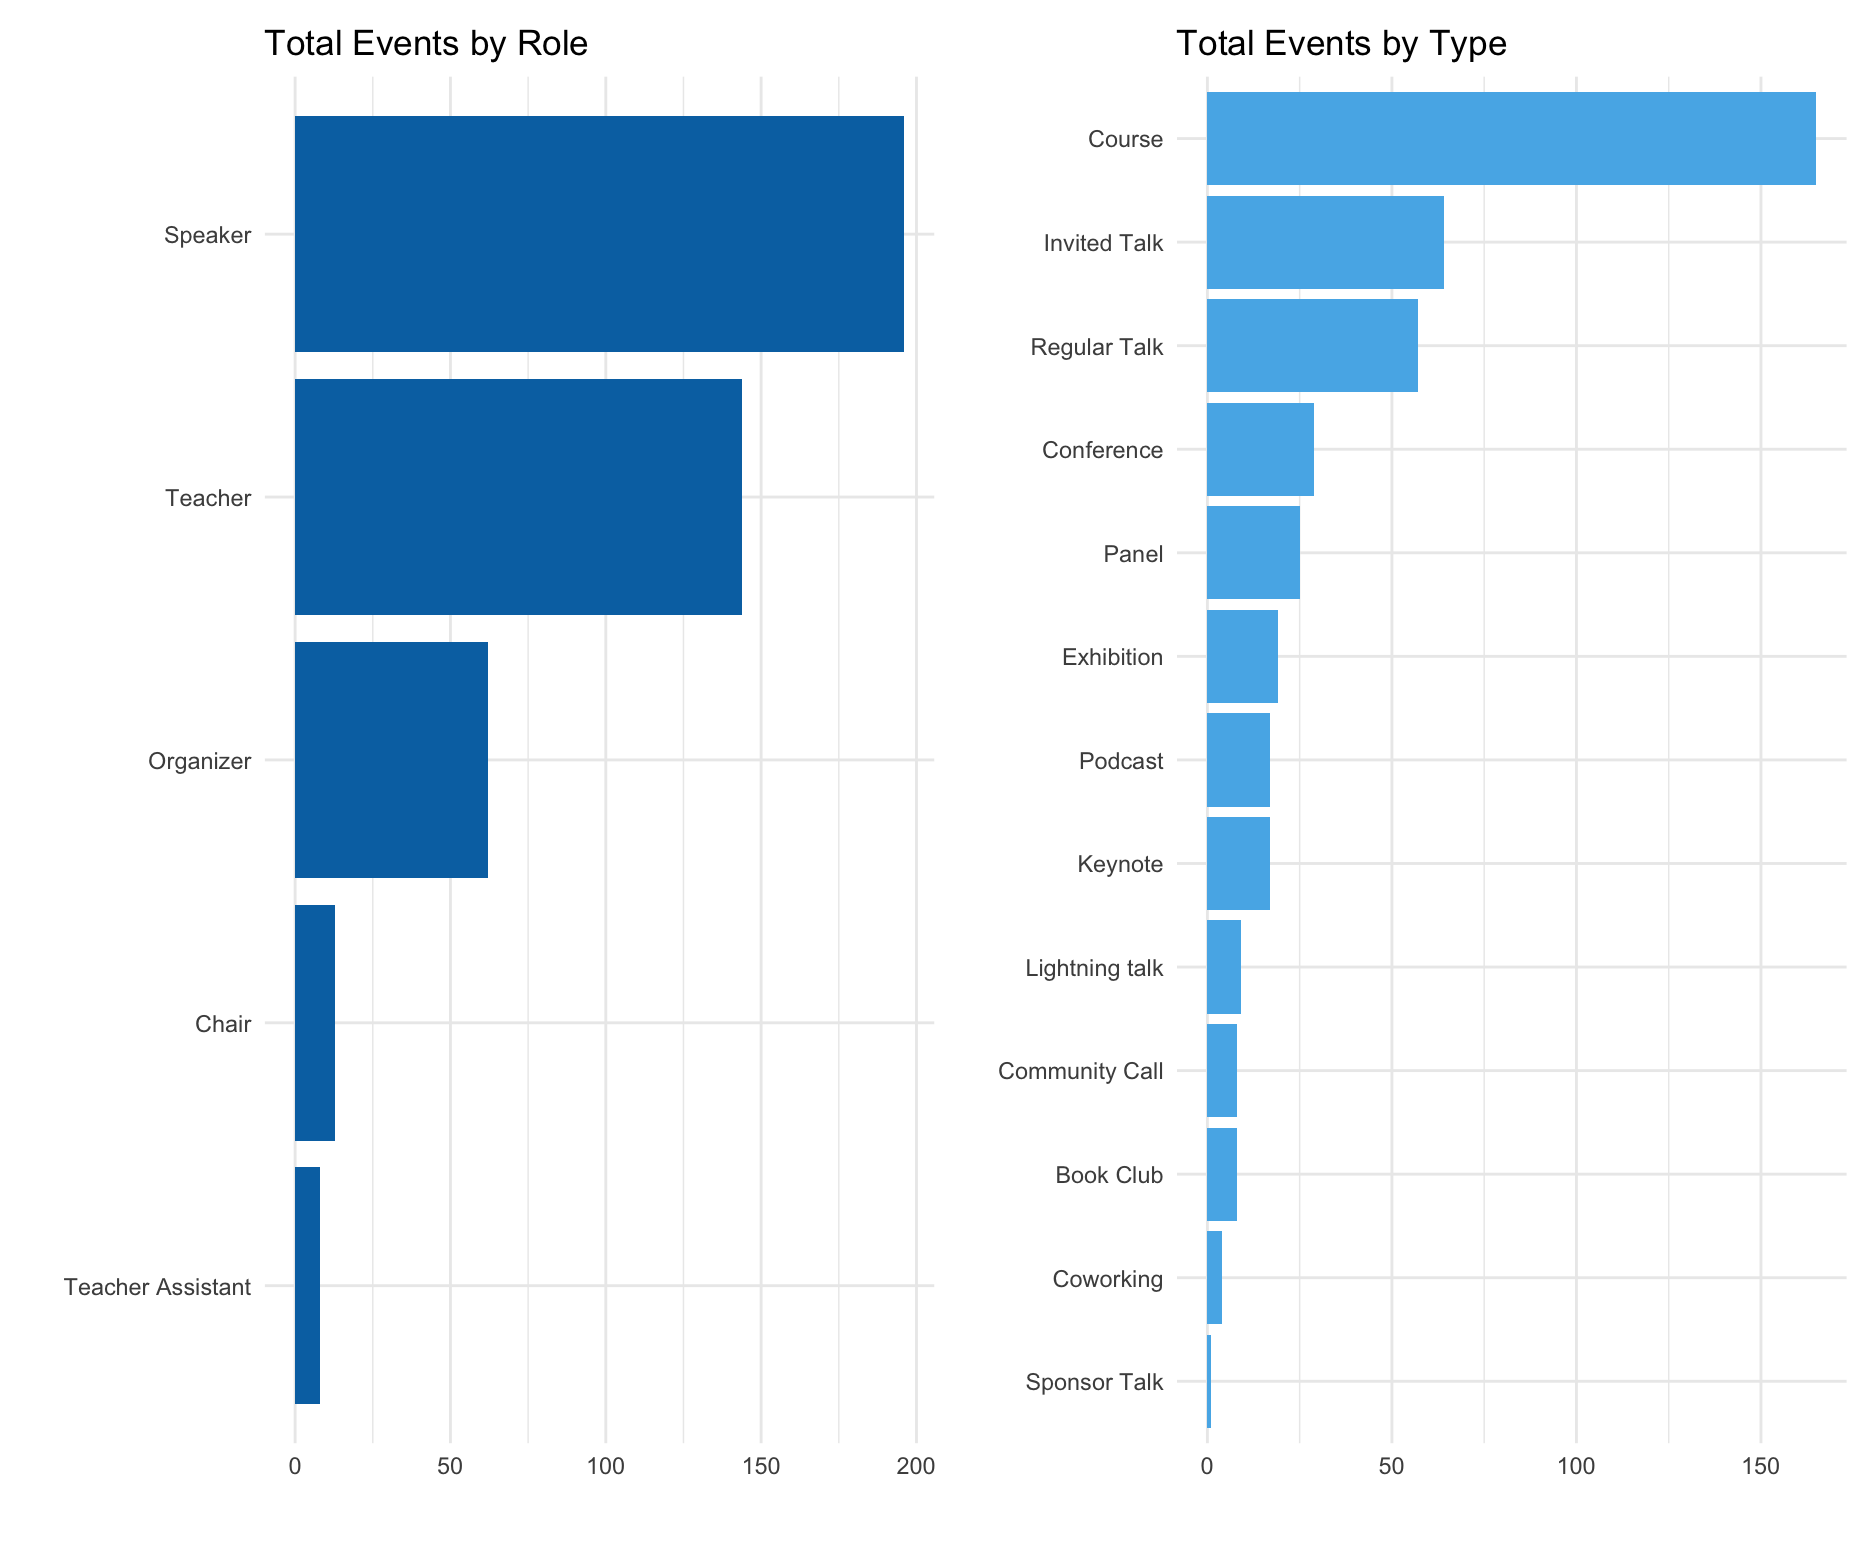 Total Events by Role
Speaker
Teacher
Organizer
Chair
Teacher Assistant
0 50 100 150 200
Total Events by Type
Course
Invited Talk
Regular Talk
Conference
Panel
Exhibition
Podcast
Keynote
Lightning talk
Community Call
Book Club
Coworking
Sponsor Talk
0 50 100 150